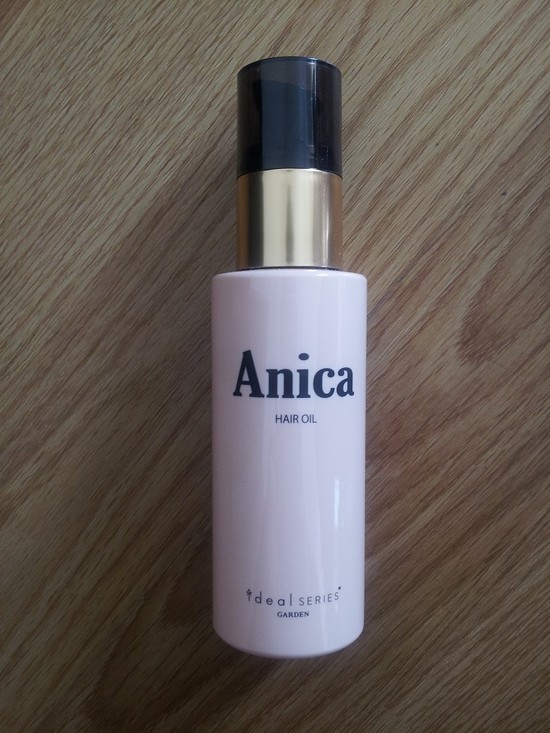 Anica
HAIR OIL
ideal SERIES
GARDEN